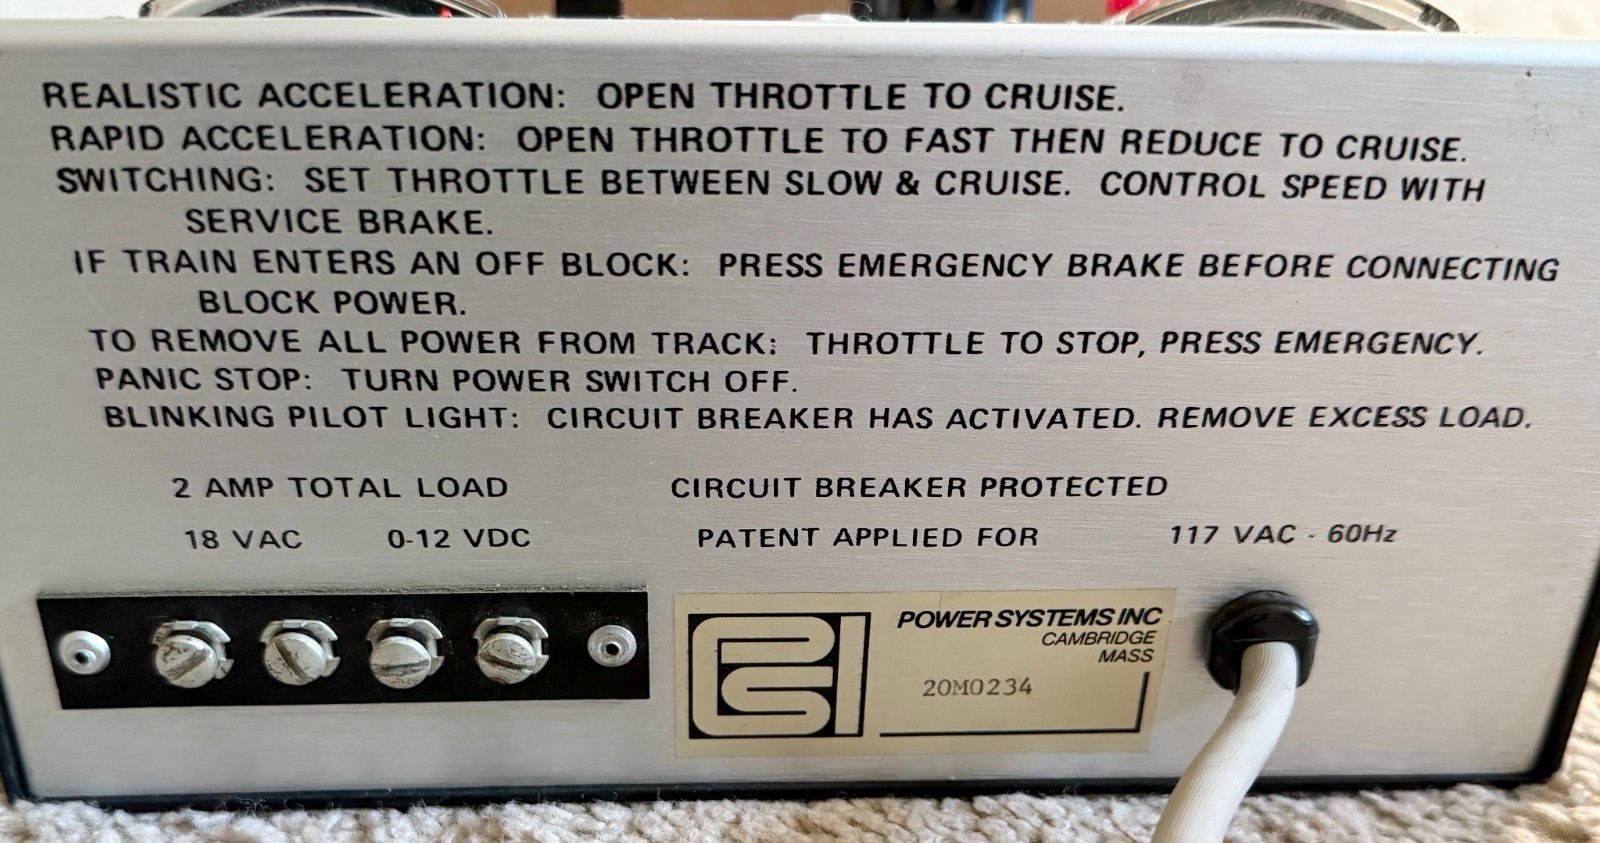 REALISTIC ACCELERATION: OPEN THROTTLE TO CRUISE.
RAPID ACCELERATION: OPEN THROTTLE TO FAST THEN REDUCE TO CRUISE.
SWITCHING: SET THROTTLE BETWEEN SLOW & CRUISE. CONTROL SPEED WITH
SERVICE BRAKE.
IF TRAIN ENTERS AN OFF BLOCK: PRESS EMERGENCY BRAKE BEFORE CONNECTING
BLOCK POWER.
TO REMOVE ALL POWER FROM TRACK: THROTTLE TO STOP, PRESS EMERGENCY.
PANIC STOP: TURN POWER SWITCH OFF.
BLINKING PILOT LIGHT: CIRCUIT BREAKER HAS ACTIVATED. REMOVE EXCESS LOAD.
2 AMP TOTAL LOAD CIRCUIT BREAKER PROTECTED
18 VAC 0-12 VDC PATENT APPLIED FOR 117 VAC - 60Hz
PSI
POWER SYSTEMS INC
CAMBRIDGE
MASS
20M0234